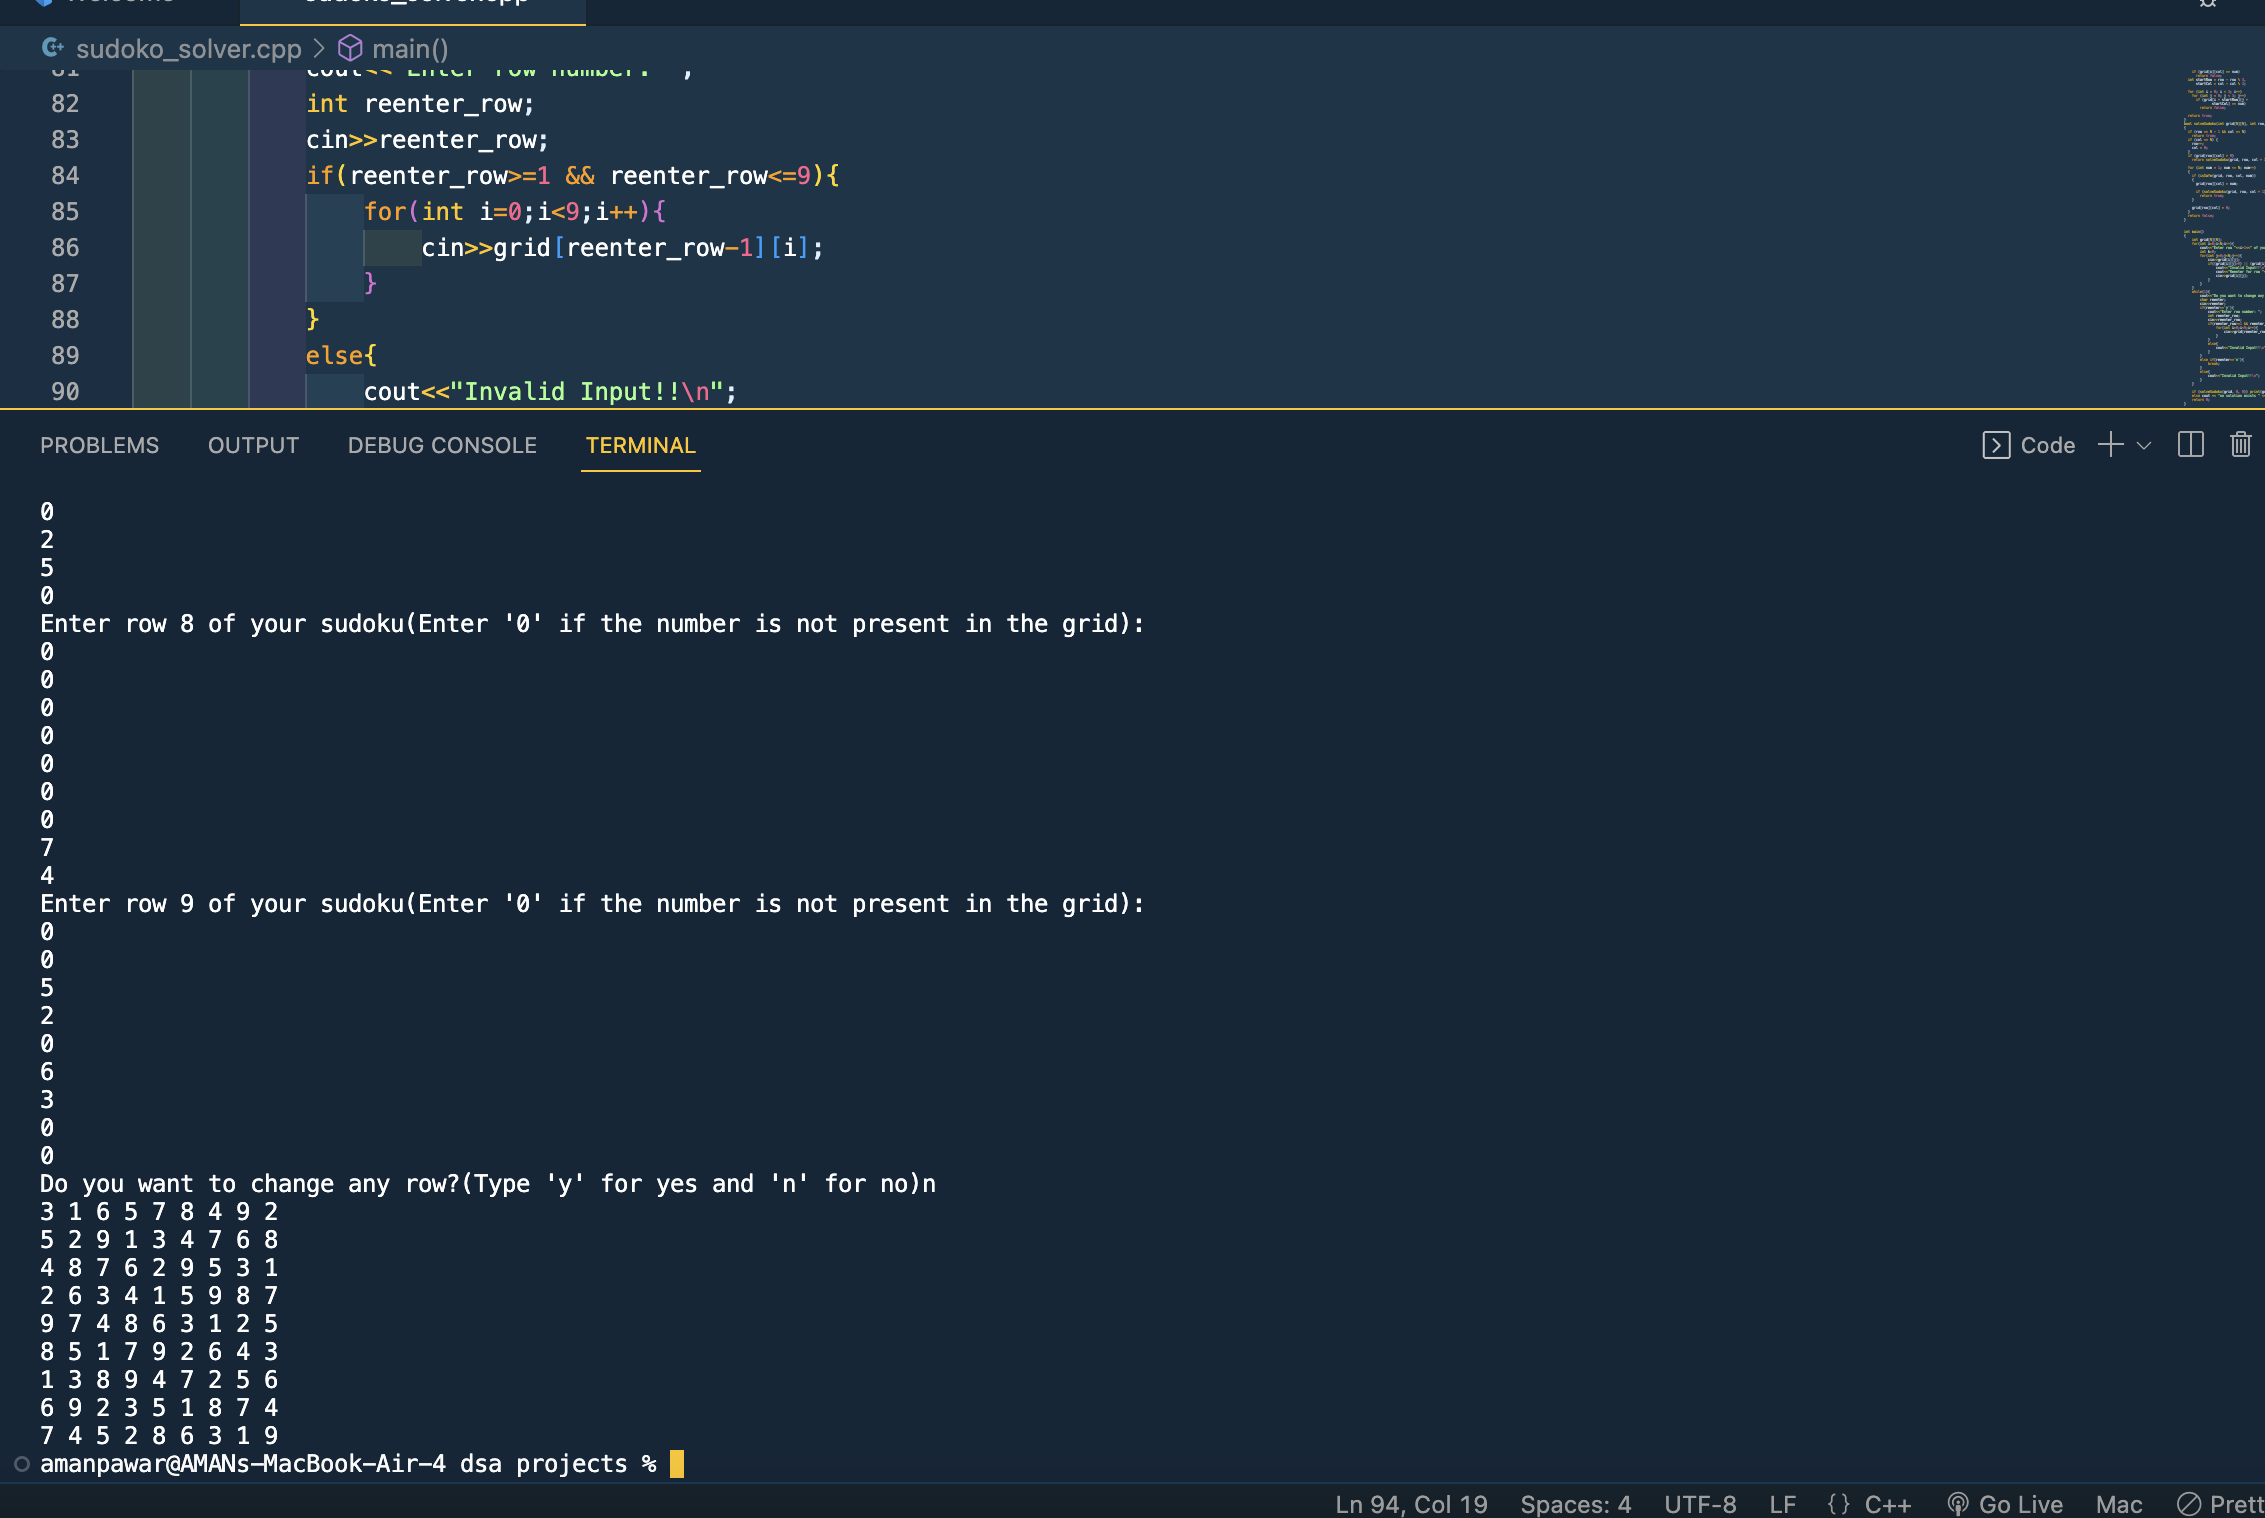 sudoko_solver.cpp > main()
82 int reenter_row;
83 cin>>reenter_row;
84 if(reenter_row>=1 && reenter_row<=9){
85 for(int i=0;i<9;i++){
86 cin>>grid[reenter_row-1][i];
87 }
88 }
89 else{
90 cout<<"Invalid Input!!\n";
PROBLEMS OUTPUT DEBUG CONSOLE TERMINAL Code
0
2
5
0
Enter row 8 of your sudoku(Enter '0' if the number is not present in the grid):
0
0
0
0
0
0
0
7
4
Enter row 9 of your sudoku(Enter '0' if the number is not present in the grid):
0
0
5
2
0
6
3
0
0
Do you want to change any row?(Type 'y' for yes and 'n' for no)n
3 1 6 5 7 8 4 9 2
5 2 9 1 3 4 7 6 8
4 8 7 6 2 9 5 3 1
2 6 3 4 1 5 9 8 7
9 7 4 8 6 3 1 2 5
8 5 1 7 9 2 6 4 3
1 3 8 9 4 7 2 5 6
6 9 2 3 5 1 8 7 4
7 4 5 2 8 6 3 1 9
amanpawar@AMANs-MacBook-Air-4 dsa projects %
Ln 94, Col 19 Spaces: 4 UTF-8 LF {} C++ Go Live Mac Prett